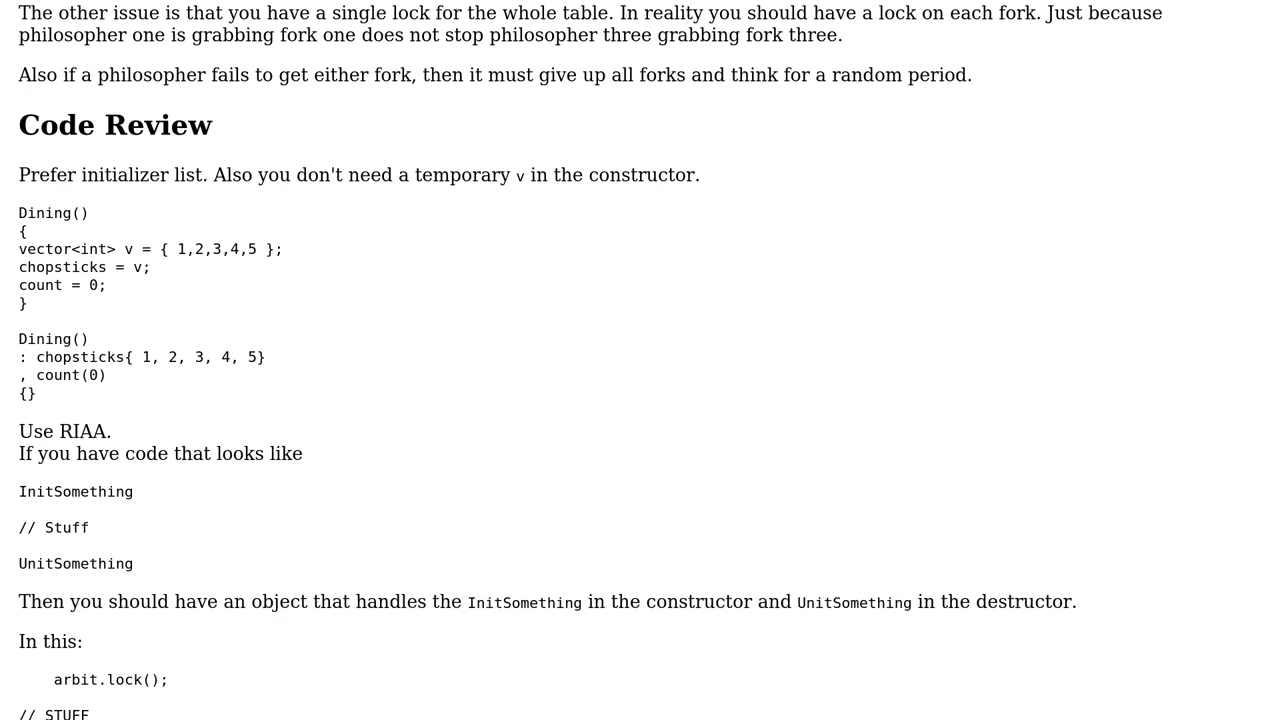 The other issue is that you have a single lock for the whole table. In reality you should have a lock on each fork. Just because
philosopher one is grabbing fork one does not stop philosopher three grabbing fork three.
Also if a philosopher fails to get either fork, then it must give up all forks and think for a random period.
Code Review
Prefer initializer list. Also you don't need a temporary v in the constructor.
Dining()
{
vector<int> v = { 1,2,3,4,5 };
chopsticks = v;
count = 0;
}
Dining()
: chopsticks{ 1, 2, 3, 4, 5}
, count(0)
{}
Use RIAA.
If you have code that looks like
InitSomething
// Stuff
UnitSomething
Then you should have an object that handles the InitSomething in the constructor and UnitSomething in the destructor.
In this:
    arbit.lock();
// STUFF